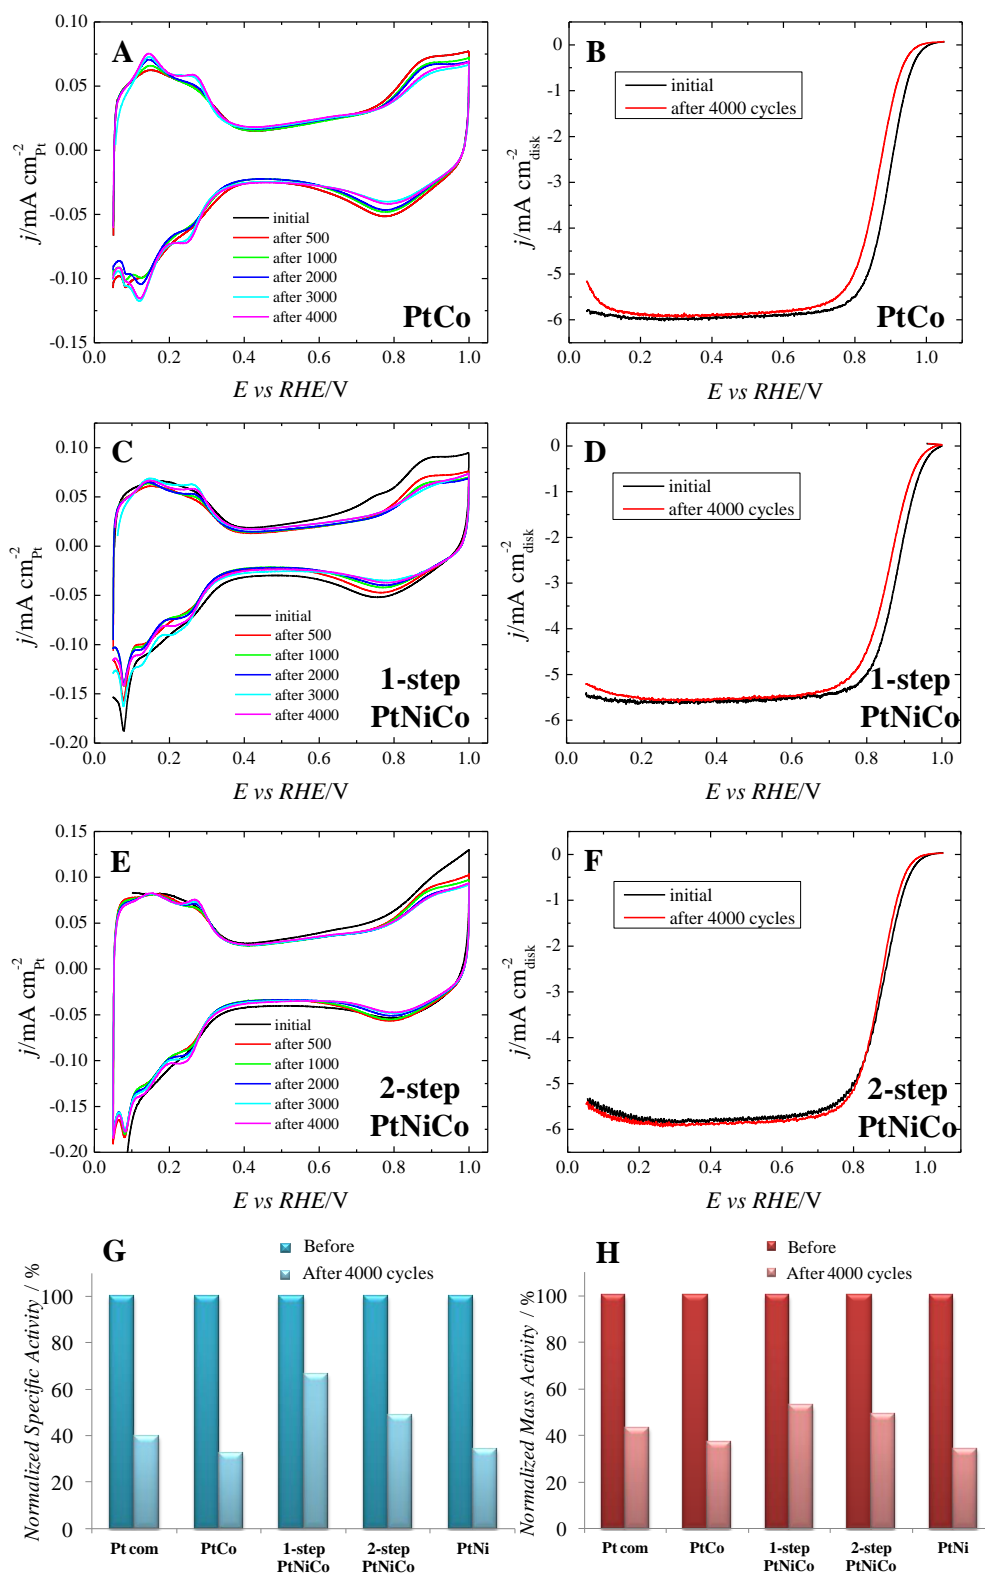 A
0.10
0.05
0.00
-0.05
-0.10
-0.15
j/mA cm-2Pt
initial
after 500
after 1000
after 2000
after 3000
after 4000
PtCo
0.0 0.2 0.4 0.6 0.8 1.0
E vs RHE/V
B
0
-1
-2
-3
-4
-5
-6
j/mA cm-2disk
initial
after 4000 cycles
PtCo
0.0 0.2 0.4 0.6 0.8 1.0
E vs RHE/V
C
0.10
0.05
0.00
-0.05
-0.10
-0.15
-0.20
j/mA cm-2Pt
initial
after 500
after 1000
after 2000
after 3000
after 4000
1-step
PtNiCo
0.0 0.2 0.4 0.6 0.8 1.0
E vs RHE/V
D
0
-1
-2
-3
-4
-5
-6
j/mA cm-2disk
initial
after 4000 cycles
1-step
PtNiCo
0.0 0.2 0.4 0.6 0.8 1.0
E vs RHE/V
E
0.15
0.10
0.05
0.00
-0.05
-0.10
-0.15
-0.20
j/mA cm-2Pt
initial
after 500
after 1000
after 2000
after 3000
after 4000
2-step
PtNiCo
0.0 0.2 0.4 0.6 0.8 1.0
E vs RHE/V
F
0
-1
-2
-3
-4
-5
-6
j/mA cm-2disk
initial
after 4000 cycles
2-step
PtNiCo
0.0 0.2 0.4 0.6 0.8 1.0
E vs RHE/V
G
Before
After 4000 cycles
Normalized Specific Activity / %
100
80
60
40
20
0
Pt com PtCo 1-step PtNiCo 2-step PtNiCo PtNi
H
Before
After 4000 cycles
Normalized Mass Activity / %
100
80
60
40
20
0
Pt com PtCo 1-step PtNiCo 2-step PtNiCo PtNi